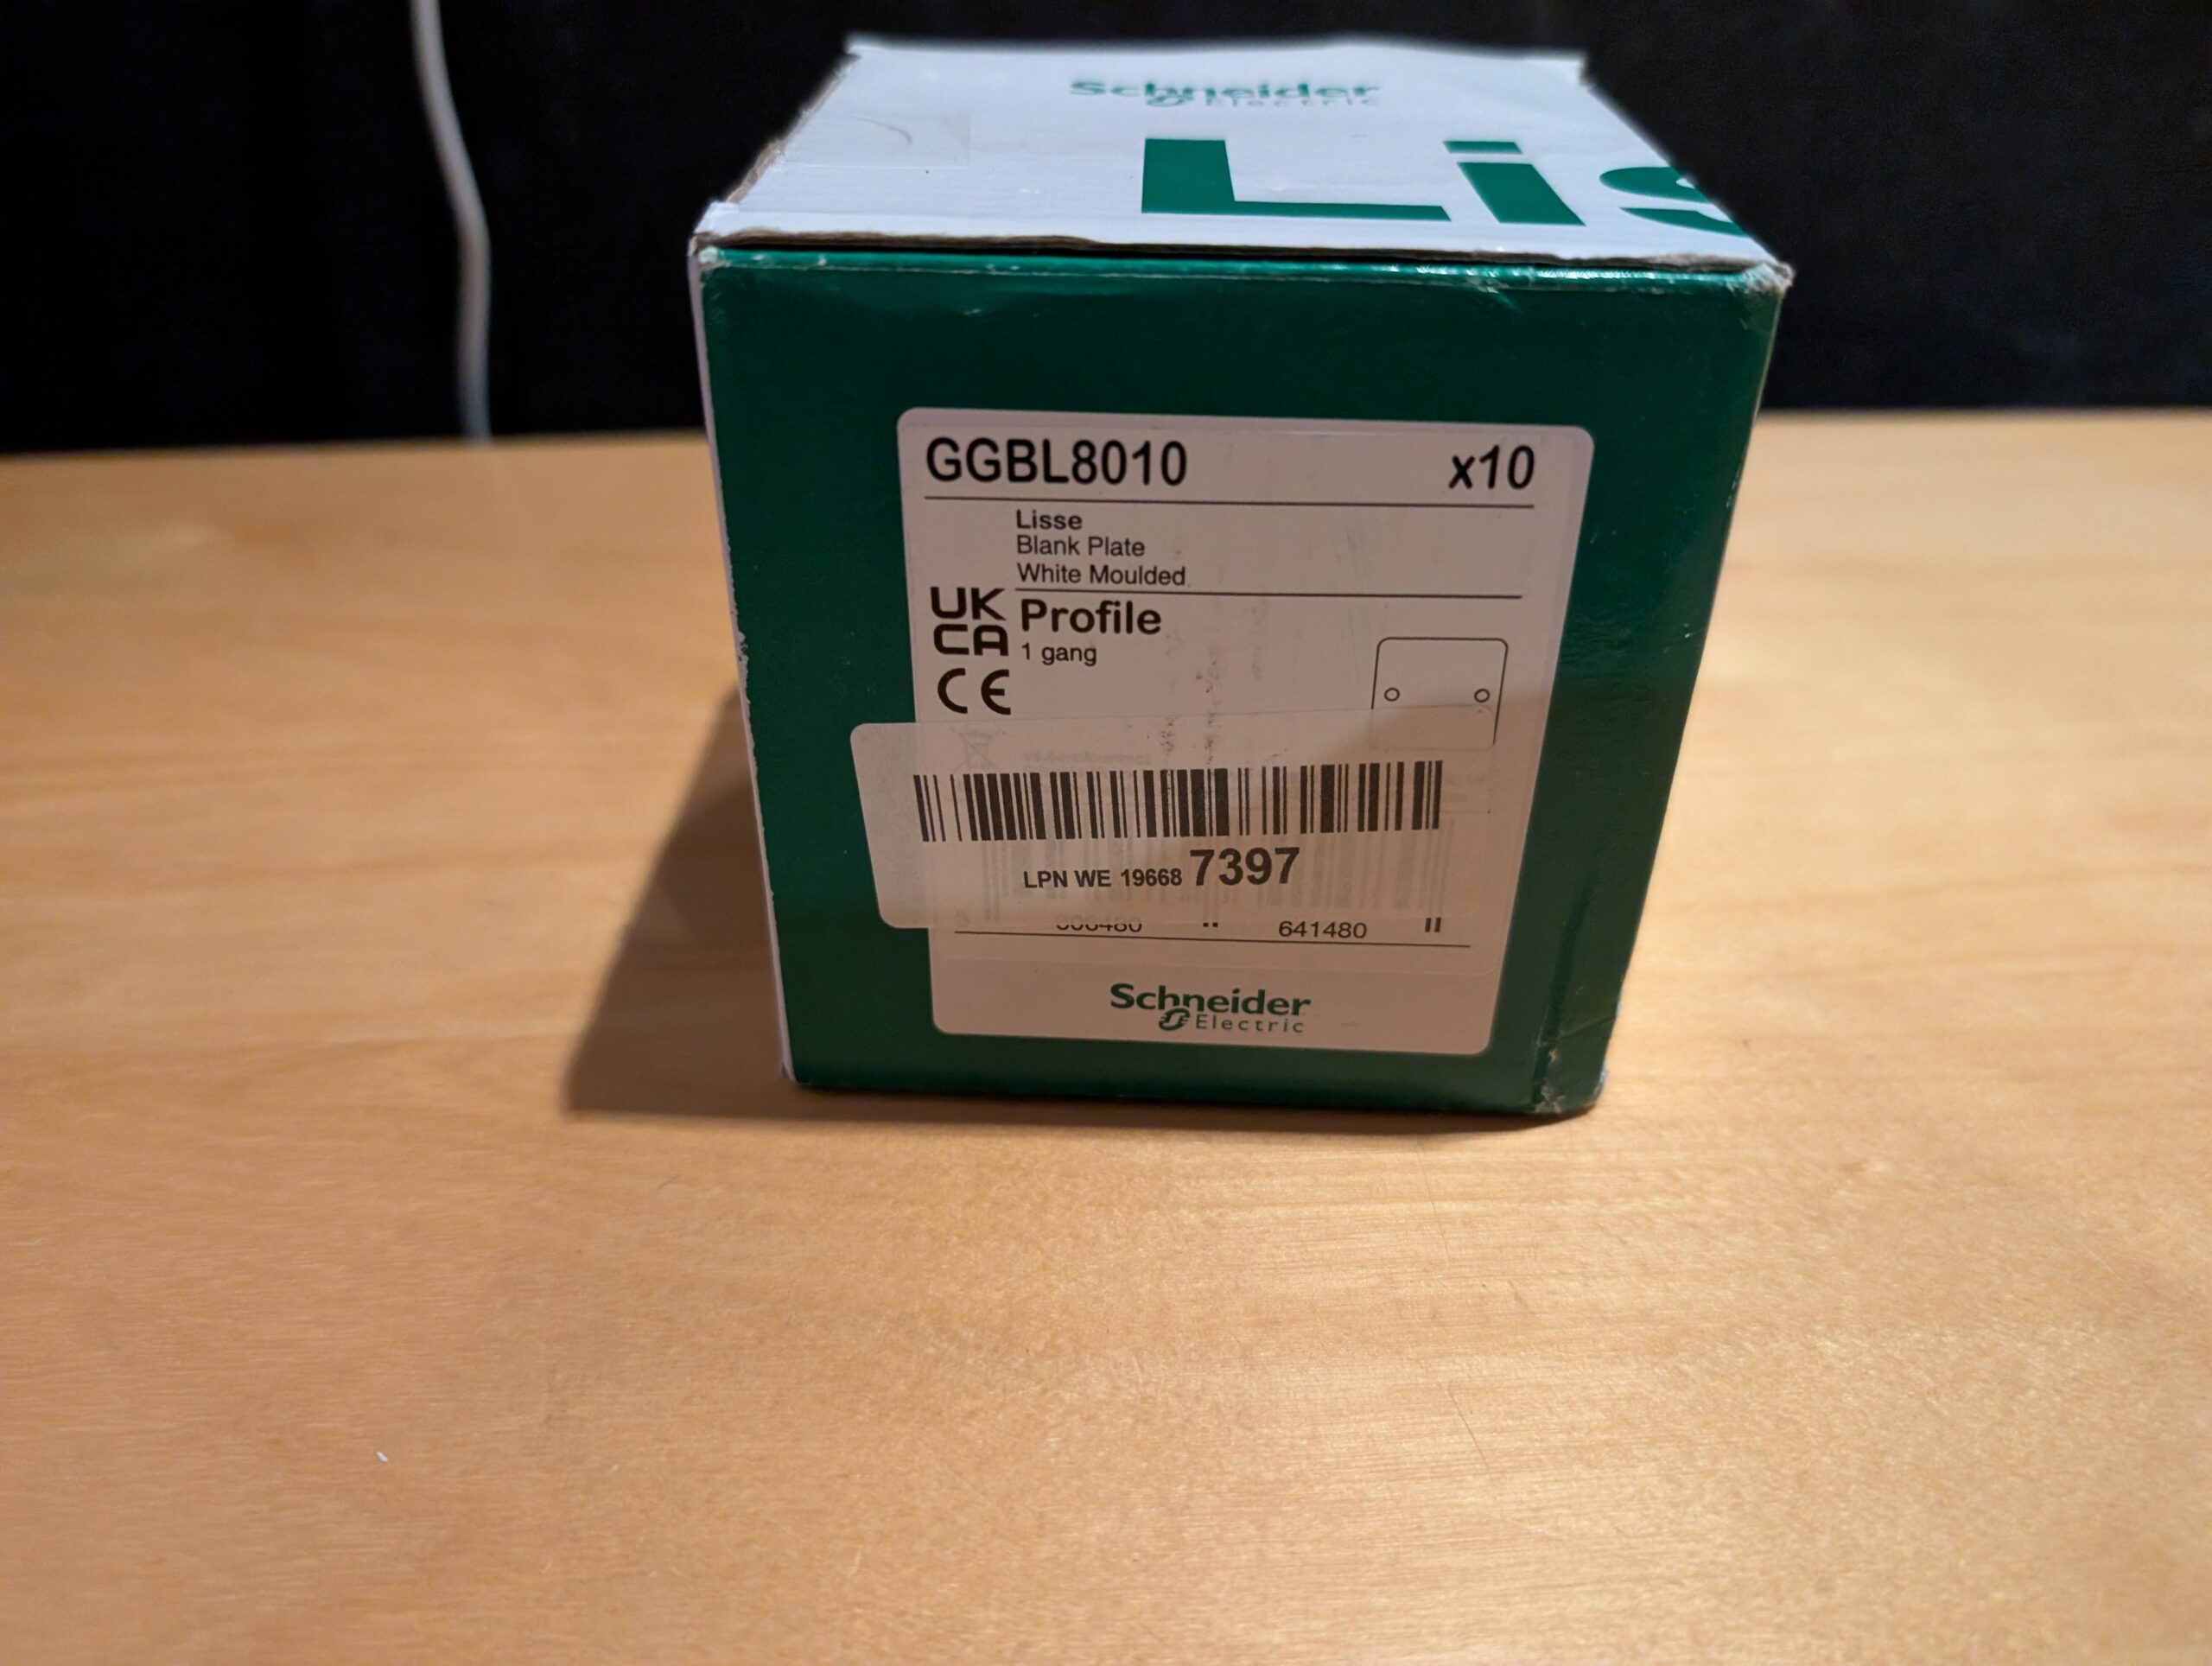 Schneider
Electric
Lis
GGBL8010 x10
Lisse
Blank Plate
White Moulded
UK
CA
Profile
1 gang
CE
LPN WE 19668 7397
641480
Schneider
Electric